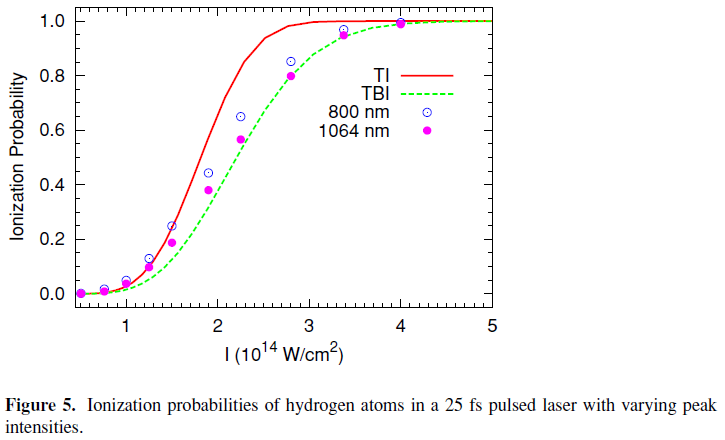 1.0
0.8
0.6
0.4
0.2
0.0
Ionization Probability
TI
TBI
800 nm
1064 nm
1 2 3 4 5
I (10^14 W/cm^2)
Figure 5. Ionization probabilities of hydrogen atoms in a 25 fs pulsed laser with varying peak
intensities.